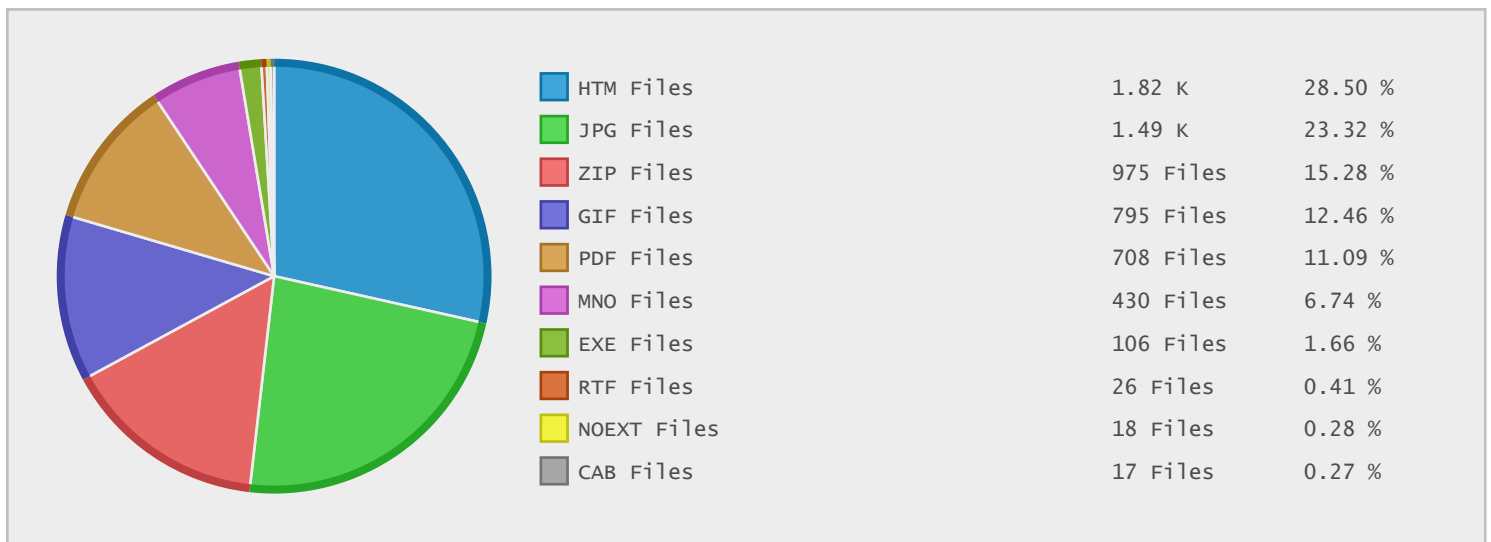 HTM Files 1.82 K 28.50 %
JPG Files 1.49 K 23.32 %
ZIP Files 975 Files 15.28 %
GIF Files 795 Files 12.46 %
PDF Files 708 Files 11.09 %
MNO Files 430 Files 6.74 %
EXE Files 106 Files 1.66 %
RTF Files 26 Files 0.41 %
NOEXT Files 18 Files 0.28 %
CAB Files 17 Files 0.27 %